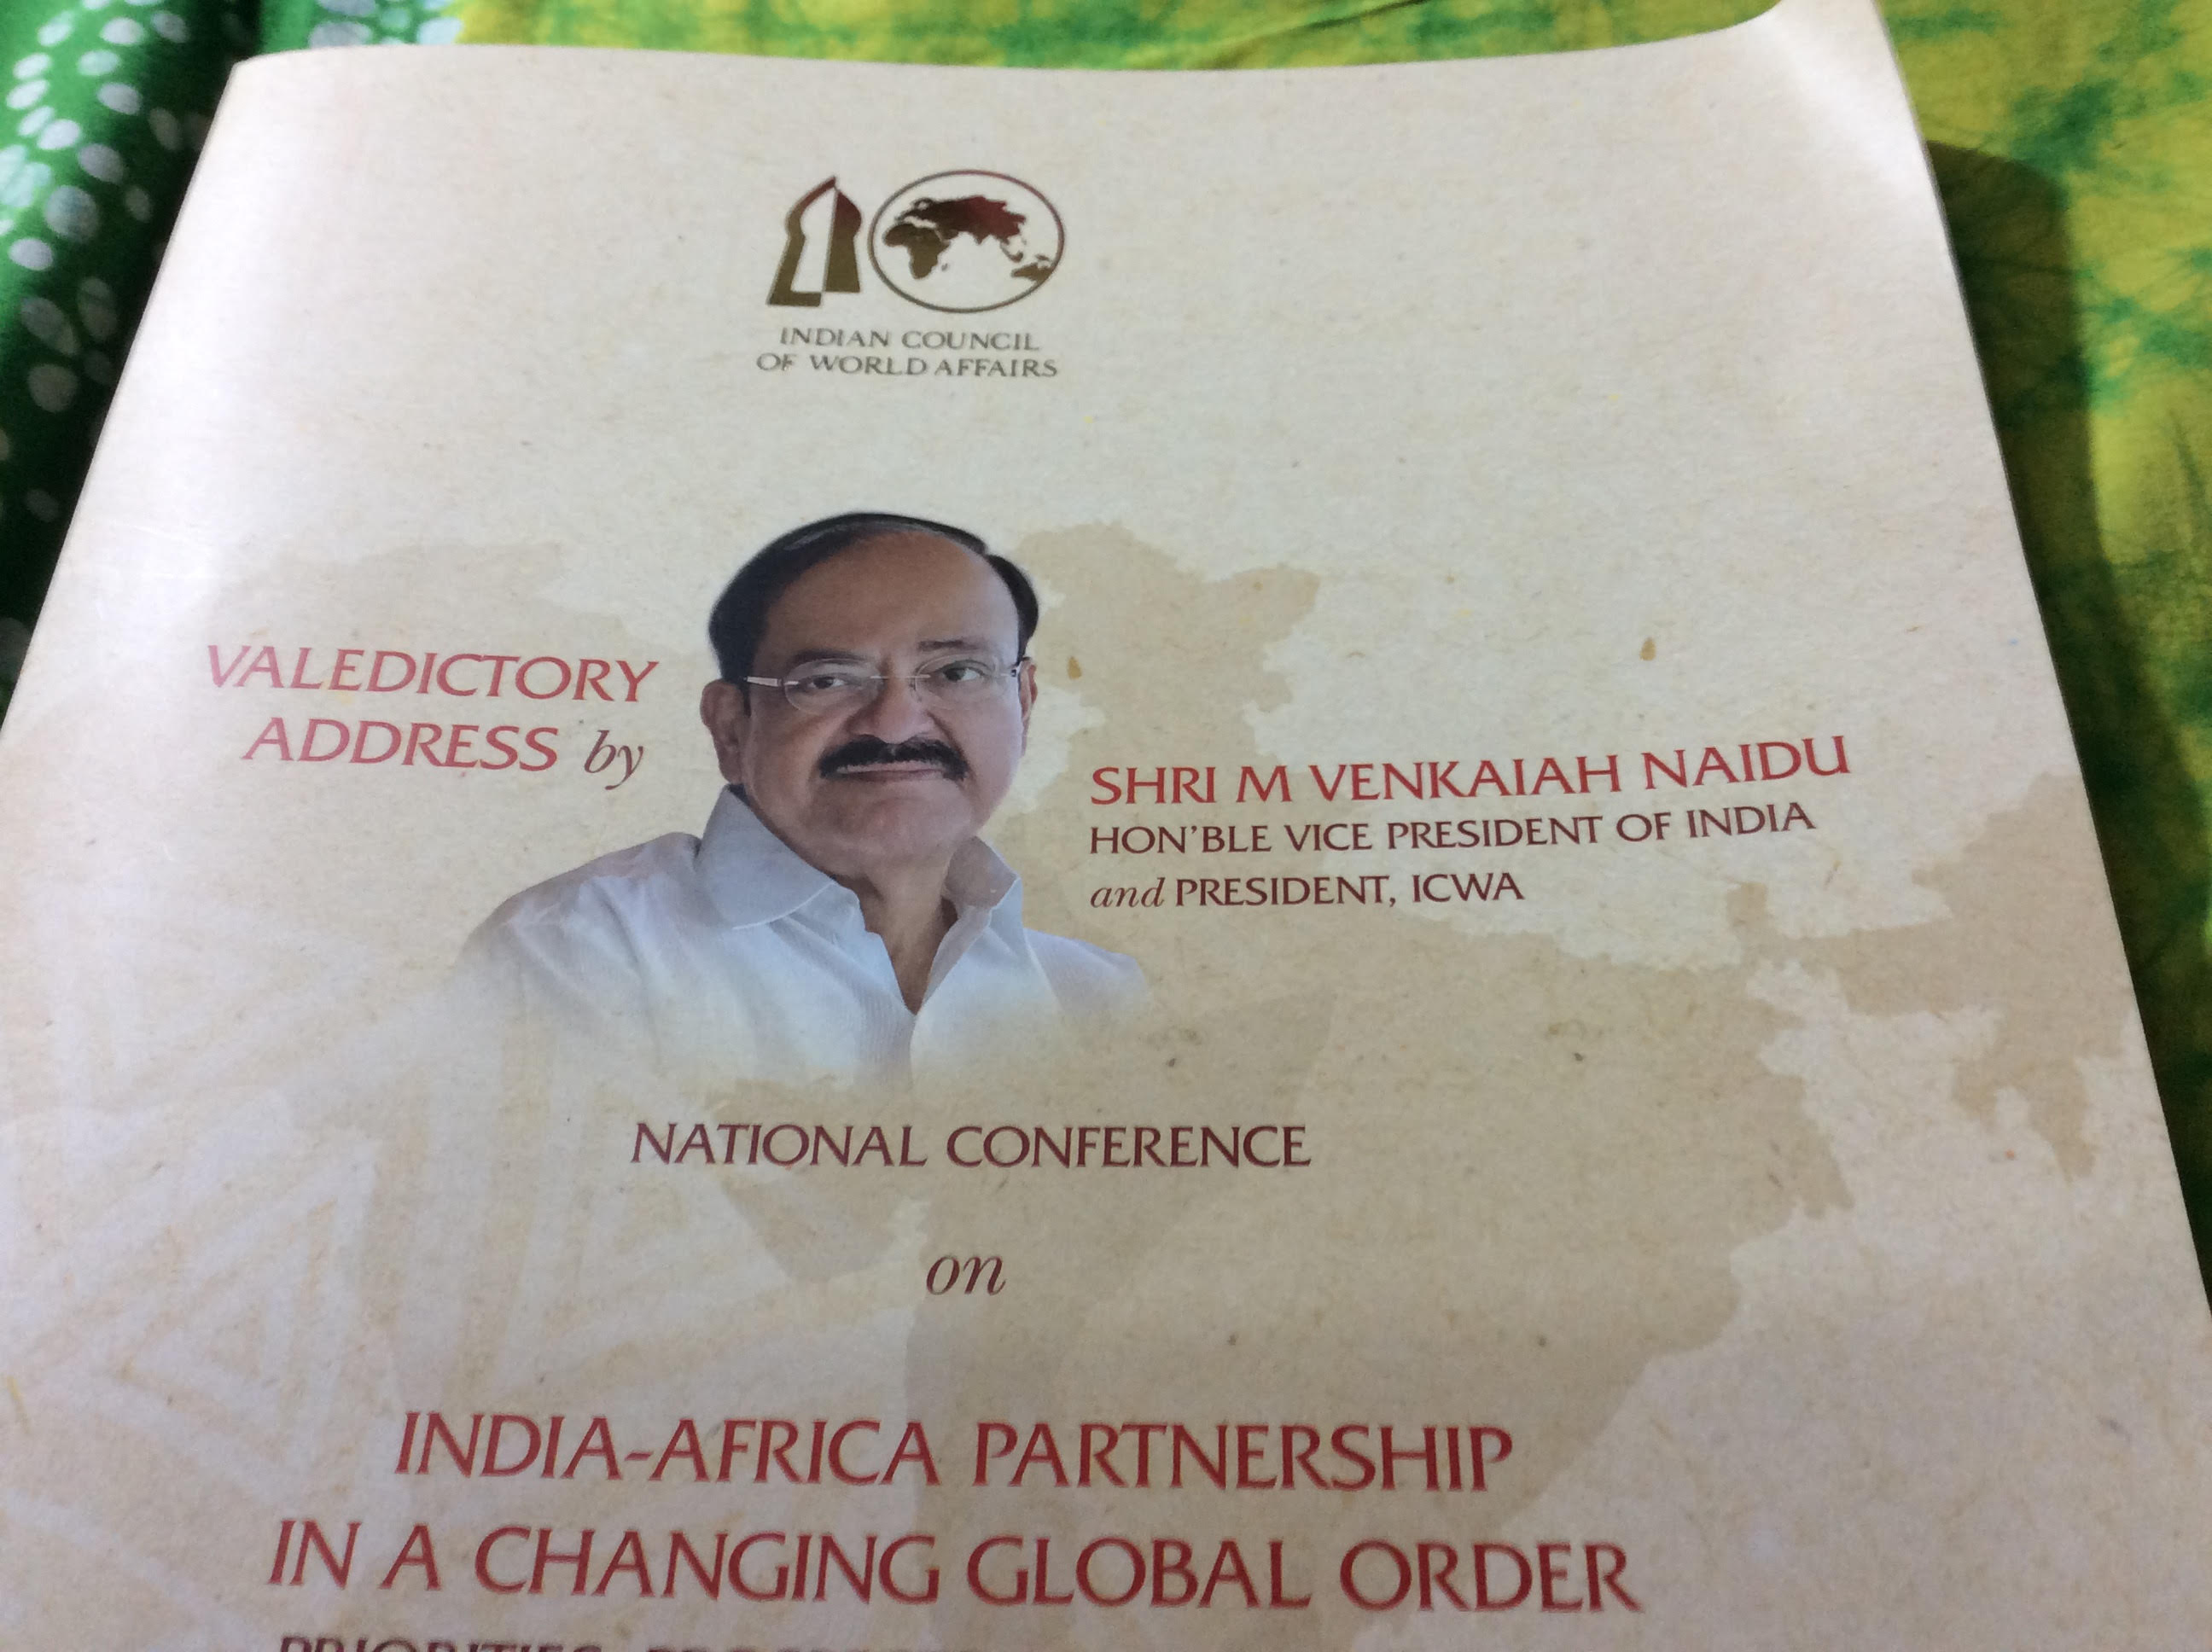 INDIAN COUNCIL
OF WORLD AFFAIRS
VALEDICTORY
ADDRESS by
SHRI M VENKAIAH NAIDU
HON'BLE VICE PRESIDENT OF INDIA
and PRESIDENT, ICWA
NATIONAL CONFERENCE
on
INDIA-AFRICA PARTNERSHIP
IN A CHANGING GLOBAL ORDER